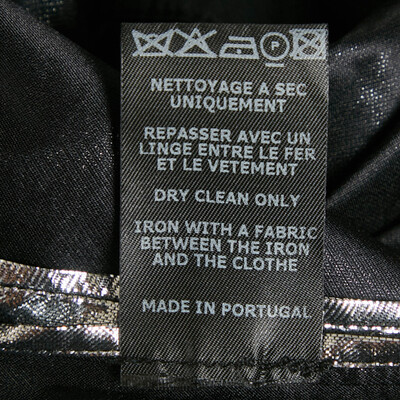 P
NETTOYAGE A SEC
UNIQUEMENT
REPASSER AVEC UN
LINGE ENTRE LE FER
ET LE VETEMENT
DRY CLEAN ONLY
IRON WITH A FABRIC
BETWEEN THE IRON
AND THE CLOTHE
MADE IN PORTUGAL